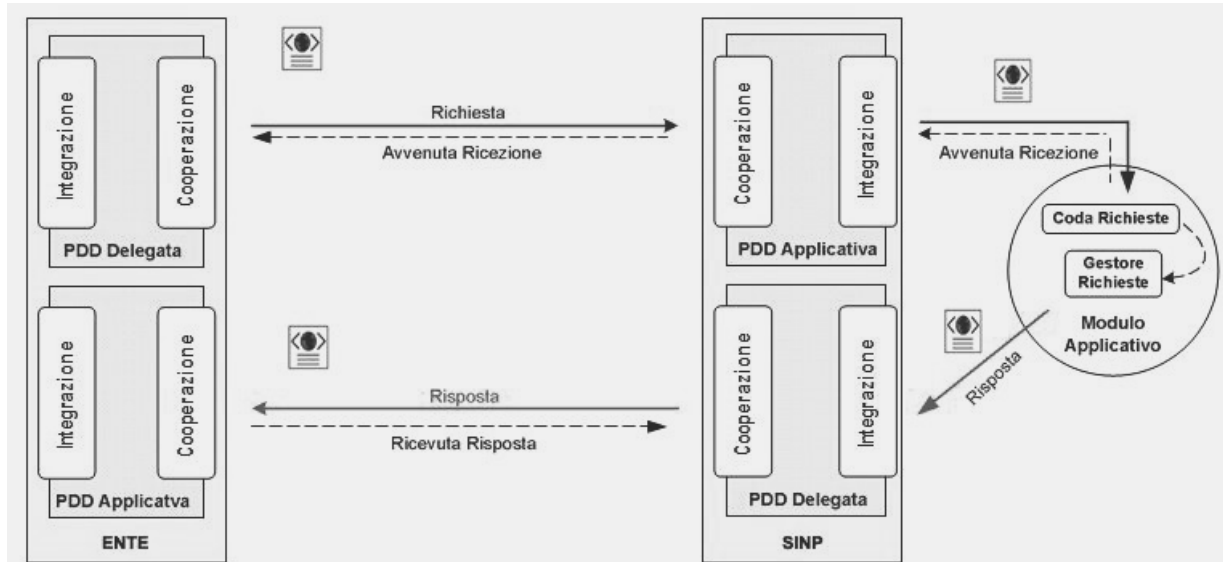 Integrazione
Cooperazione
PDD Delegata
Integrazione
Cooperazione
PDD Applicatva
ENTE
Richiesta
Avvenuta Ricezione
Risposta
Ricevuta Risposta
Cooperazione
Integrazione
PDD Applicativa
Cooperazione
Integrazione
PDD Delegata
SINP
Avvenuta Ricezione
Coda Richieste
Gestore
Richieste
Modulo
Applicativo
Risposta